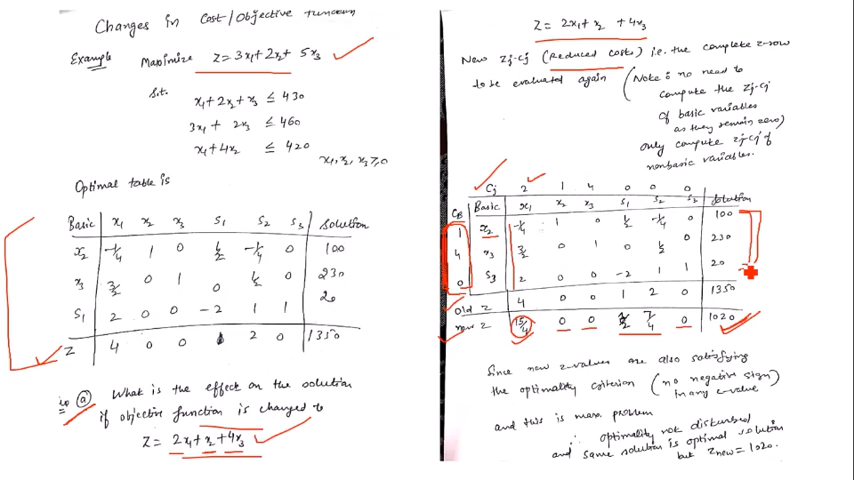 Changes in Cost/Objective function
Example Maximize Z = 3x1 + 2x2 + 5x3
S.t.
x1 + 2x2 + x3 ≤ 430
3x1 + 2x3 ≤ 460
x1 + 4x2 ≤ 420
x1, x2, x3 ≥ 0
Optimal table is
Basic x1 x2 x3 s1 s2 s3 Solution
x2 -1/4 1 0 1/2 -1/4 0 100
x3 3/2 0 1 0 1/2 0 230
s1 2 0 0 -2 1 1 20
Z 4 0 0 1 2 0 1350
(a) What is the effect on the solution
if objective function is changed to
Z = 2x1 + x2 + 4x3
Z = 2x1 + x2 + 4x3
New Zj-Cj (Reduced costs) i.e. the complete z-row
to be evaluated again
(Note: no need to
compute the Zj-Cj
of basic variables
as they remain zero)
only compute Zj-Cj of
nonbasic variables.
Cj 2 1 4 0 0 0
CB Basic x1 x2 x3 s1 s2 s2 Solution
1 x2 -1/4 1 0 1/2 -1/4 0 100
4 x3 3/2 0 1 0 1/2 0 230
0 s3 2 0 0 -2 1 1 20
old Z 4 0 0 1 2 0 1350
new Z 15/4 0 0 1/2 7/4 0 1020
Since new z-values are also satisfying
the optimality criterion (no negative sign
in any z-value)
and this is maxm problem
∴ optimality not disturbed
and same solution is optimal solution
but Znew = 1020.